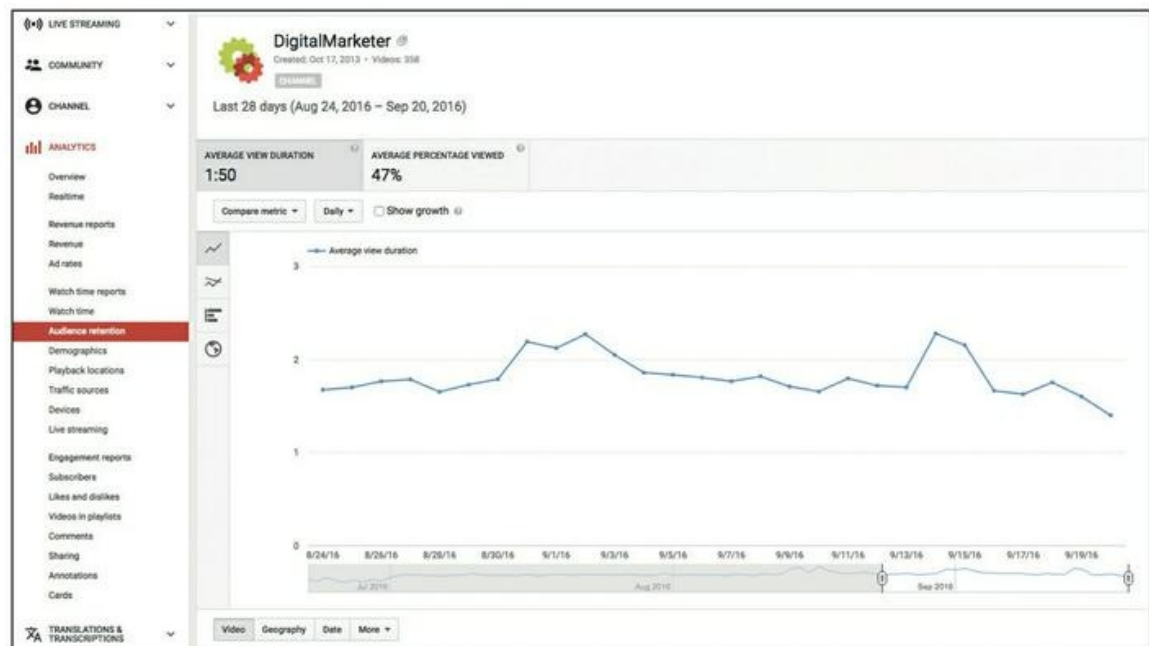 LIVE STREAMING
COMMUNITY
CHANNEL
ANALYTICS
Overview
Realtime
Revenue reports
Revenue
Ad rates
Watch time reports
Watch time
Audience retention
Demographics
Playback locations
Traffic sources
Devices
Live streaming
Engagement reports
Subscribers
Likes and dislikes
Videos in playlists
Comments
Sharing
Annotations
Cards
TRANSLATIONS &
TRANSCRIPTIONS
DigitalMarketer
Created: Oct 17, 2013 • Videos: 358
CHANNEL
Last 28 days (Aug 24, 2016 – Sep 20, 2016)
AVERAGE VIEW DURATION
1:50
AVERAGE PERCENTAGE VIEWED
47%
Compare metric Daily Show growth
Average view duration
3
2
1
0
8/24/16 8/26/16 8/28/16 8/30/16 9/1/16 9/3/16 9/5/16 9/7/16 9/9/16 9/11/16 9/13/16 9/15/16 9/17/16 9/19/16
Jul 2016 Aug 2016 Sep 2016
Video Geography Date More